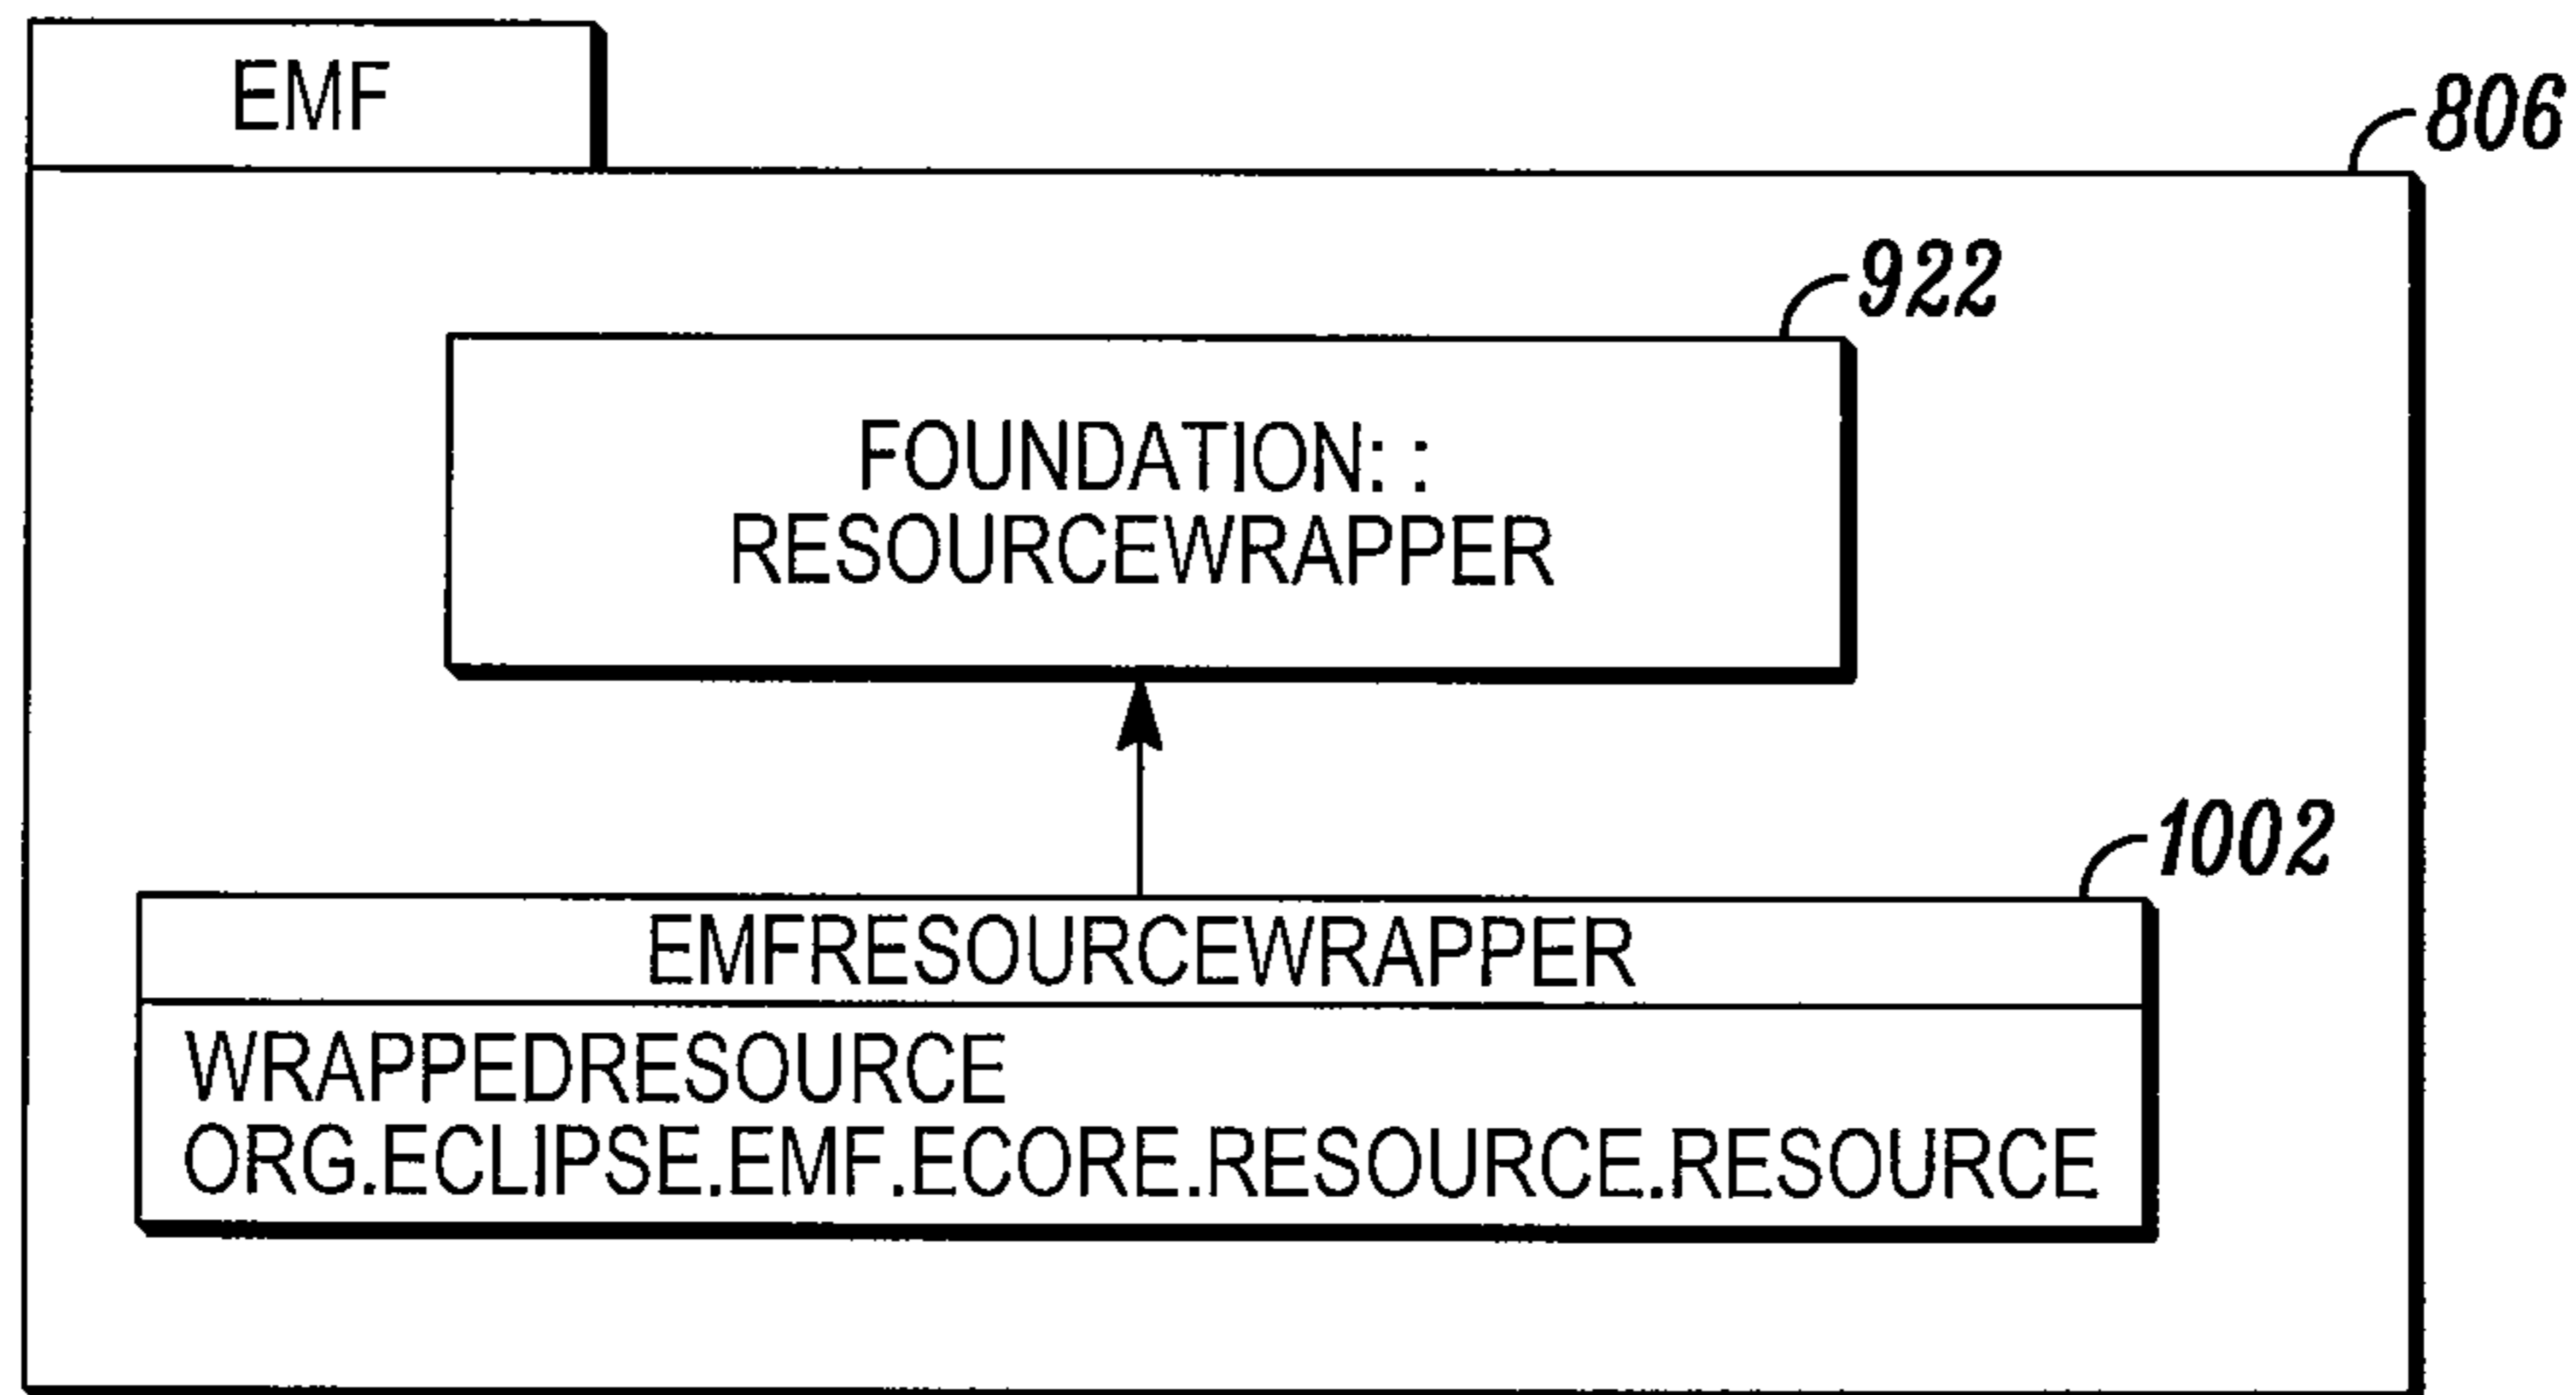 EMF
806
922
FOUNDATION: :
RESOURCEWRAPPER
1002
EMFRESOURCEWRAPPER
WRAPPEDRESOURCE
ORG.ECLIPSE.EMF.ECORE.RESOURCE.RESOURCE